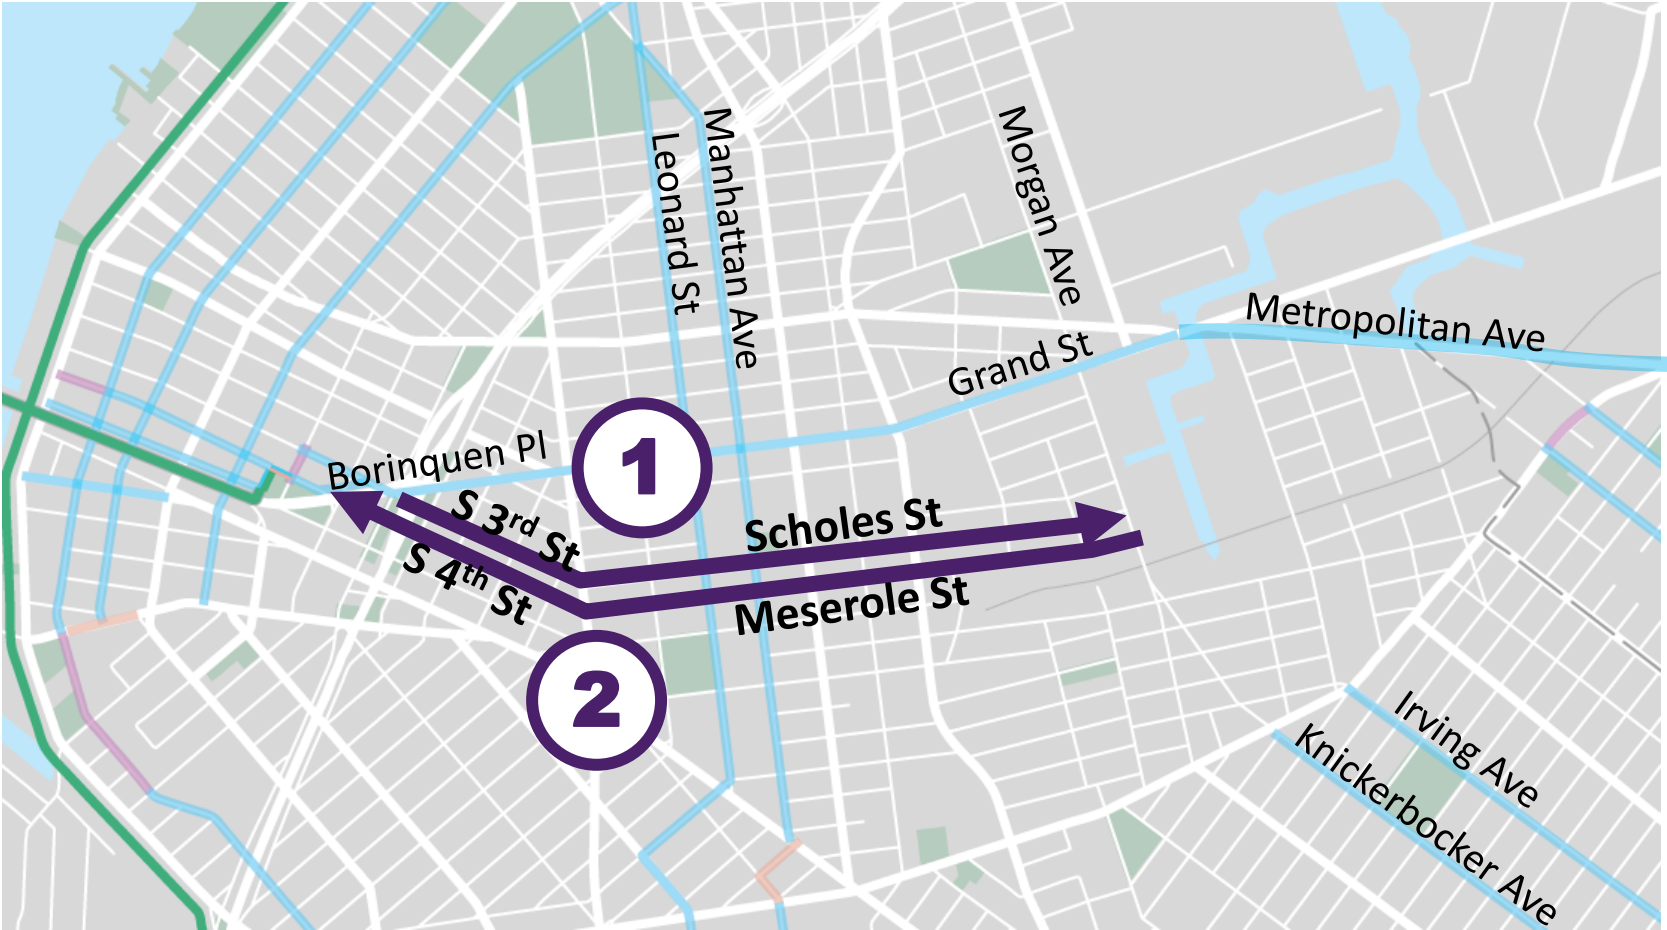 Manhattan Ave
Leonard St
Morgan Ave
Metropolitan Ave
Grand St
Borinquen Pl
1
S 3rd St
Scholes St
S 4th St
Meserole St
2
Irving Ave
Knickerbocker Ave